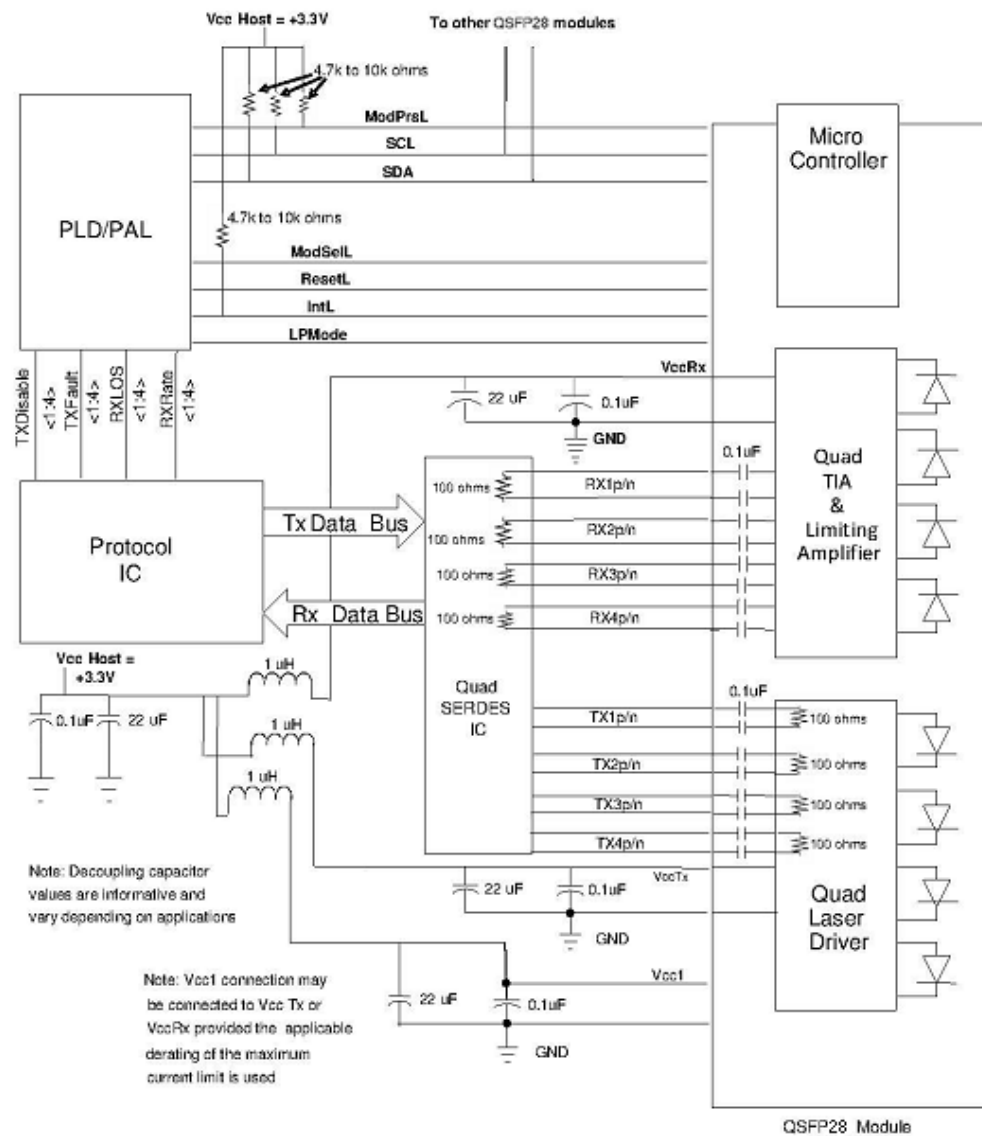 Vcc Host = +3.3V
To other QSFP28 modules
4.7k to 10k ohms
ModPrsL
SCL
SDA
4.7k to 10k ohms
PLD/PAL
ModSelL
ResetL
IntL
LPMode
Micro
Controller
TXDisable
<1:4>
TXFault
<1:4>
RXLOS
<1:4>
RXRate
<1:4>
VccRx
22 uF
0.1uF
GND
0.1uF
100 ohms
RX1p/n
100 ohms
RX2p/n
100 ohms
RX3p/n
100 ohms
RX4p/n
Quad
TIA
&
Limiting
Amplifier
Tx Data Bus
Protocol
IC
Rx Data Bus
Vcc Host =
+3.3V
0.1uF
22 uF
1 uH
1 uH
1 uH
Quad
SERDES
IC
0.1uF
TX1p/n
100 ohms
TX2p/n
100 ohms
TX3p/n
100 ohms
TX4p/n
100 ohms
VccTx
22 uF
0.1uF
GND
Quad
Laser
Driver
Note: Decoupling capacitor
values are informative and
vary depending on applications
Note: Vcc1 connection may
be connected to Vcc Tx or
VccRx provided the applicable
derating of the maximum
current limit is used
Vcc1
22 uF
0.1uF
GND
QSFP28 Module